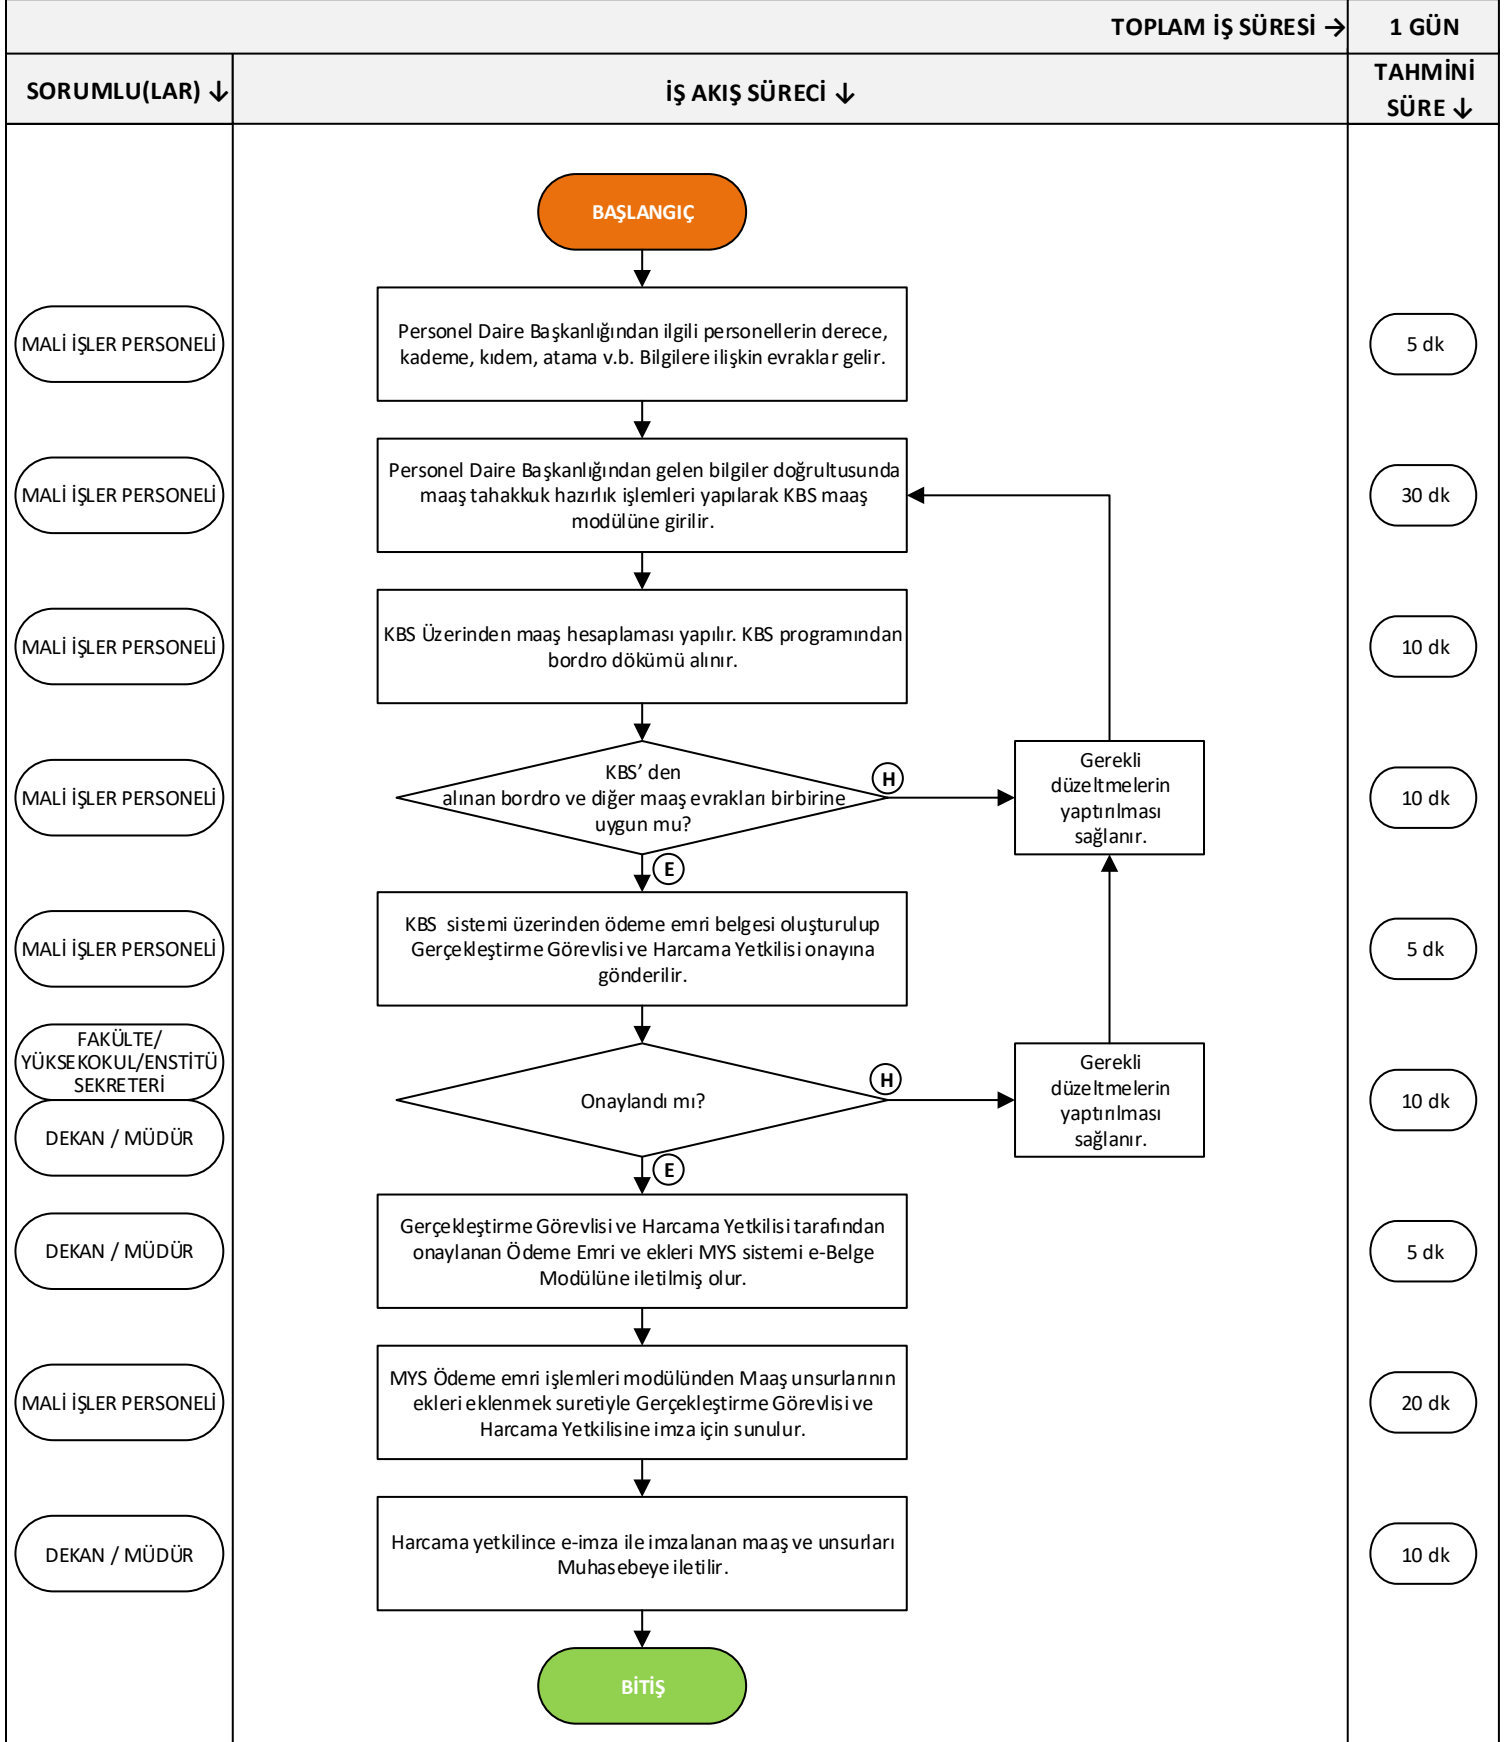 TOPLAM İŞ SÜRESİ →
1 GÜN
SORUMLU(LAR) ↓
İŞ AKIŞ SÜRECİ ↓
TAHMİNİ
SÜRE ↓
BAŞLANGIÇ
MALİ İŞLER PERSONELİ
Personel Daire Başkanlığından ilgili personellerin derece,
kademe, kıdem, atama v.b. Bilgilere ilişkin evraklar gelir.
5 dk
MALİ İŞLER PERSONELİ
Personel Daire Başkanlığından gelen bilgiler doğrultusunda
maaş tahakkuk hazırlık işlemleri yapılarak KBS maaş
modülüne girilir.
30 dk
MALİ İŞLER PERSONELİ
KBS Üzerinden maaş hesaplaması yapılır. KBS programından
bordro dökümü alınır.
10 dk
MALİ İŞLER PERSONELİ
KBS’ den
alınan bordro ve diğer maaş evrakları birbirine
uygun mu?
H
E
Gerekli
düzeltmelerin
yaptırılması
sağlanır.
10 dk
MALİ İŞLER PERSONELİ
KBS sistemi üzerinden ödeme emri belgesi oluşturulup
Gerçekleştirme Görevlisi ve Harcama Yetkilisi onayına
gönderilir.
5 dk
FAKÜLTE/
YÜKSEKOKUL/ENSTİTÜ
SEKRETERİ
DEKAN / MÜDÜR
Onaylandı mı?
H
E
Gerekli
düzeltmelerin
yaptırılması
sağlanır.
10 dk
DEKAN / MÜDÜR
Gerçekleştirme Görevlisi ve Harcama Yetkilisi tarafından
onaylanan Ödeme Emri ve ekleri MYS sistemi e-Belge
Modülüne iletilmiş olur.
5 dk
MALİ İŞLER PERSONELİ
MYS Ödeme emri işlemleri modülünden Maaş unsurlarının
ekleri eklenmek suretiyle Gerçekleştirme Görevlisi ve
Harcama Yetkilisine imza için sunulur.
20 dk
DEKAN / MÜDÜR
Harcama yetkilince e-imza ile imzalanan maaş ve unsurları
Muhasebeye iletilir.
10 dk
BİTİŞ